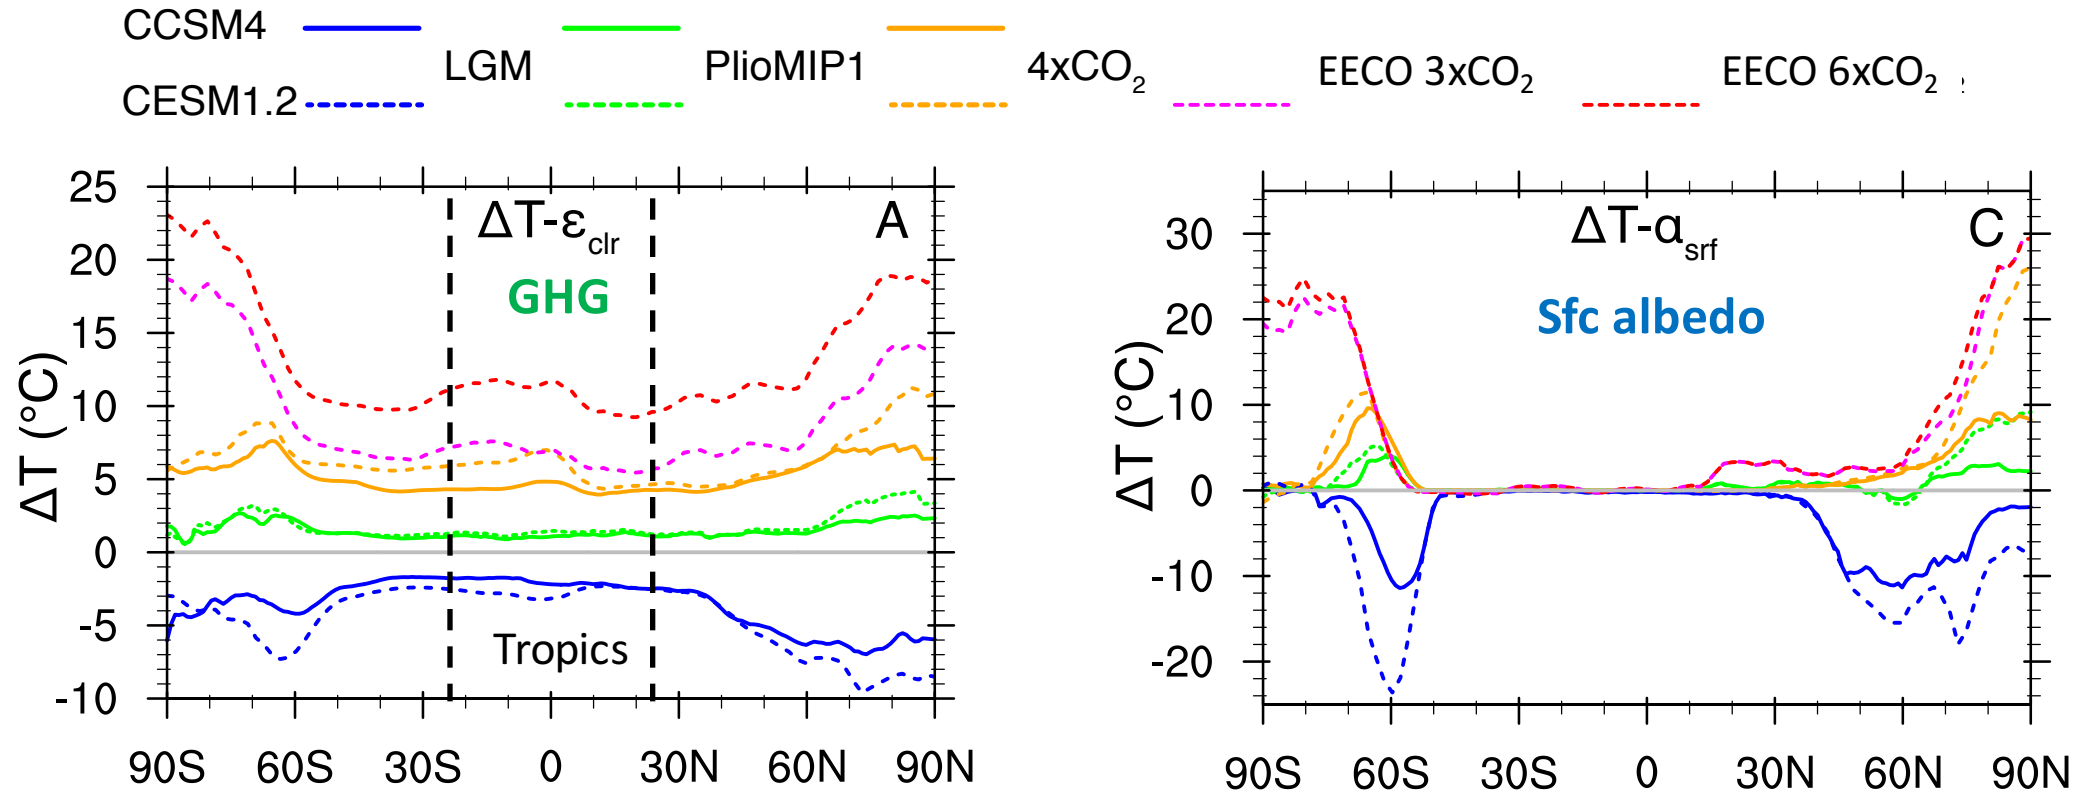 CCSM4
LGM PlioMIP1 4xCO2 EECO 3xCO2 EECO 6xCO2
CESM1.2
25
20
15
10
5
0
-5
-10
ΔT (°C)
ΔT-εclr
A
GHG
Tropics
90S 60S 30S 0 30N 60N 90N
30
20
10
0
-10
-20
ΔT (°C)
ΔT-αsrf
C
Sfc albedo
90S 60S 30S 0 30N 60N 90N